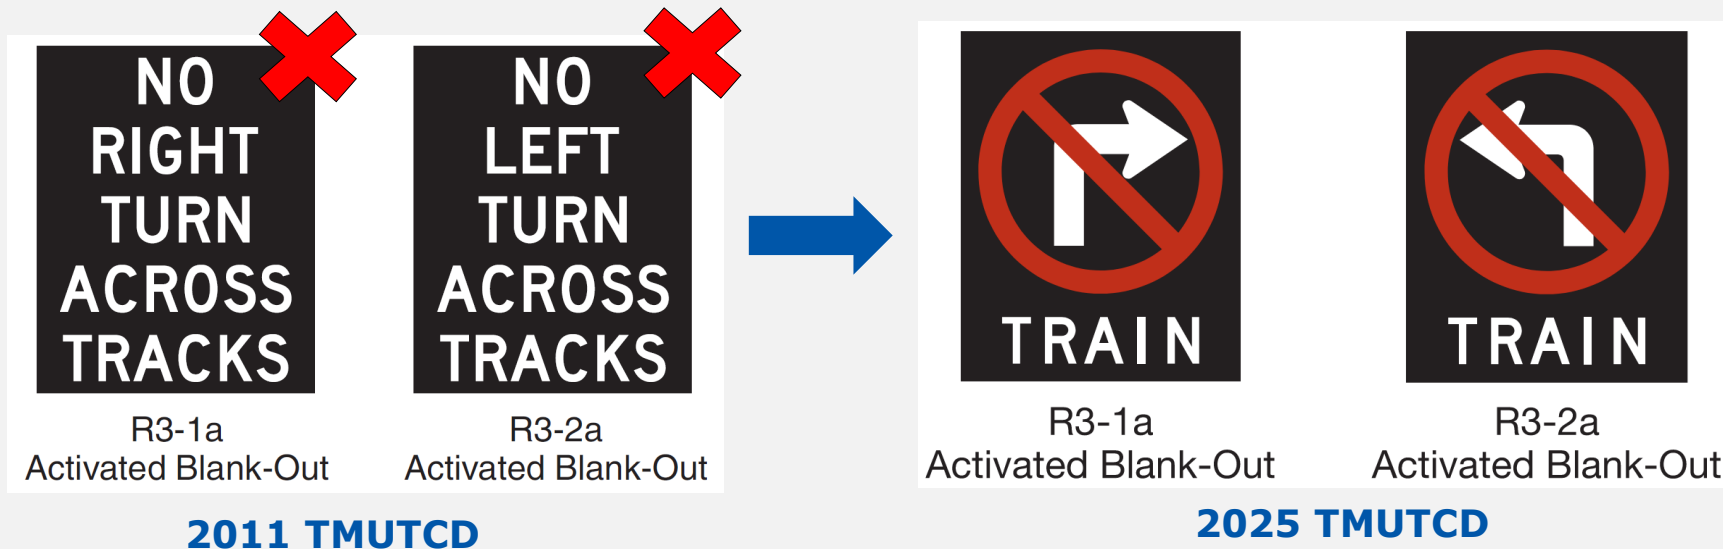 NO
RIGHT
TURN
ACROSS
TRACKS
R3-1a
Activated Blank-Out
NO
LEFT
TURN
ACROSS
TRACKS
R3-2a
Activated Blank-Out
2011 TMUTCD
TRAIN
R3-1a
Activated Blank-Out
TRAIN
R3-2a
Activated Blank-Out
2025 TMUTCD